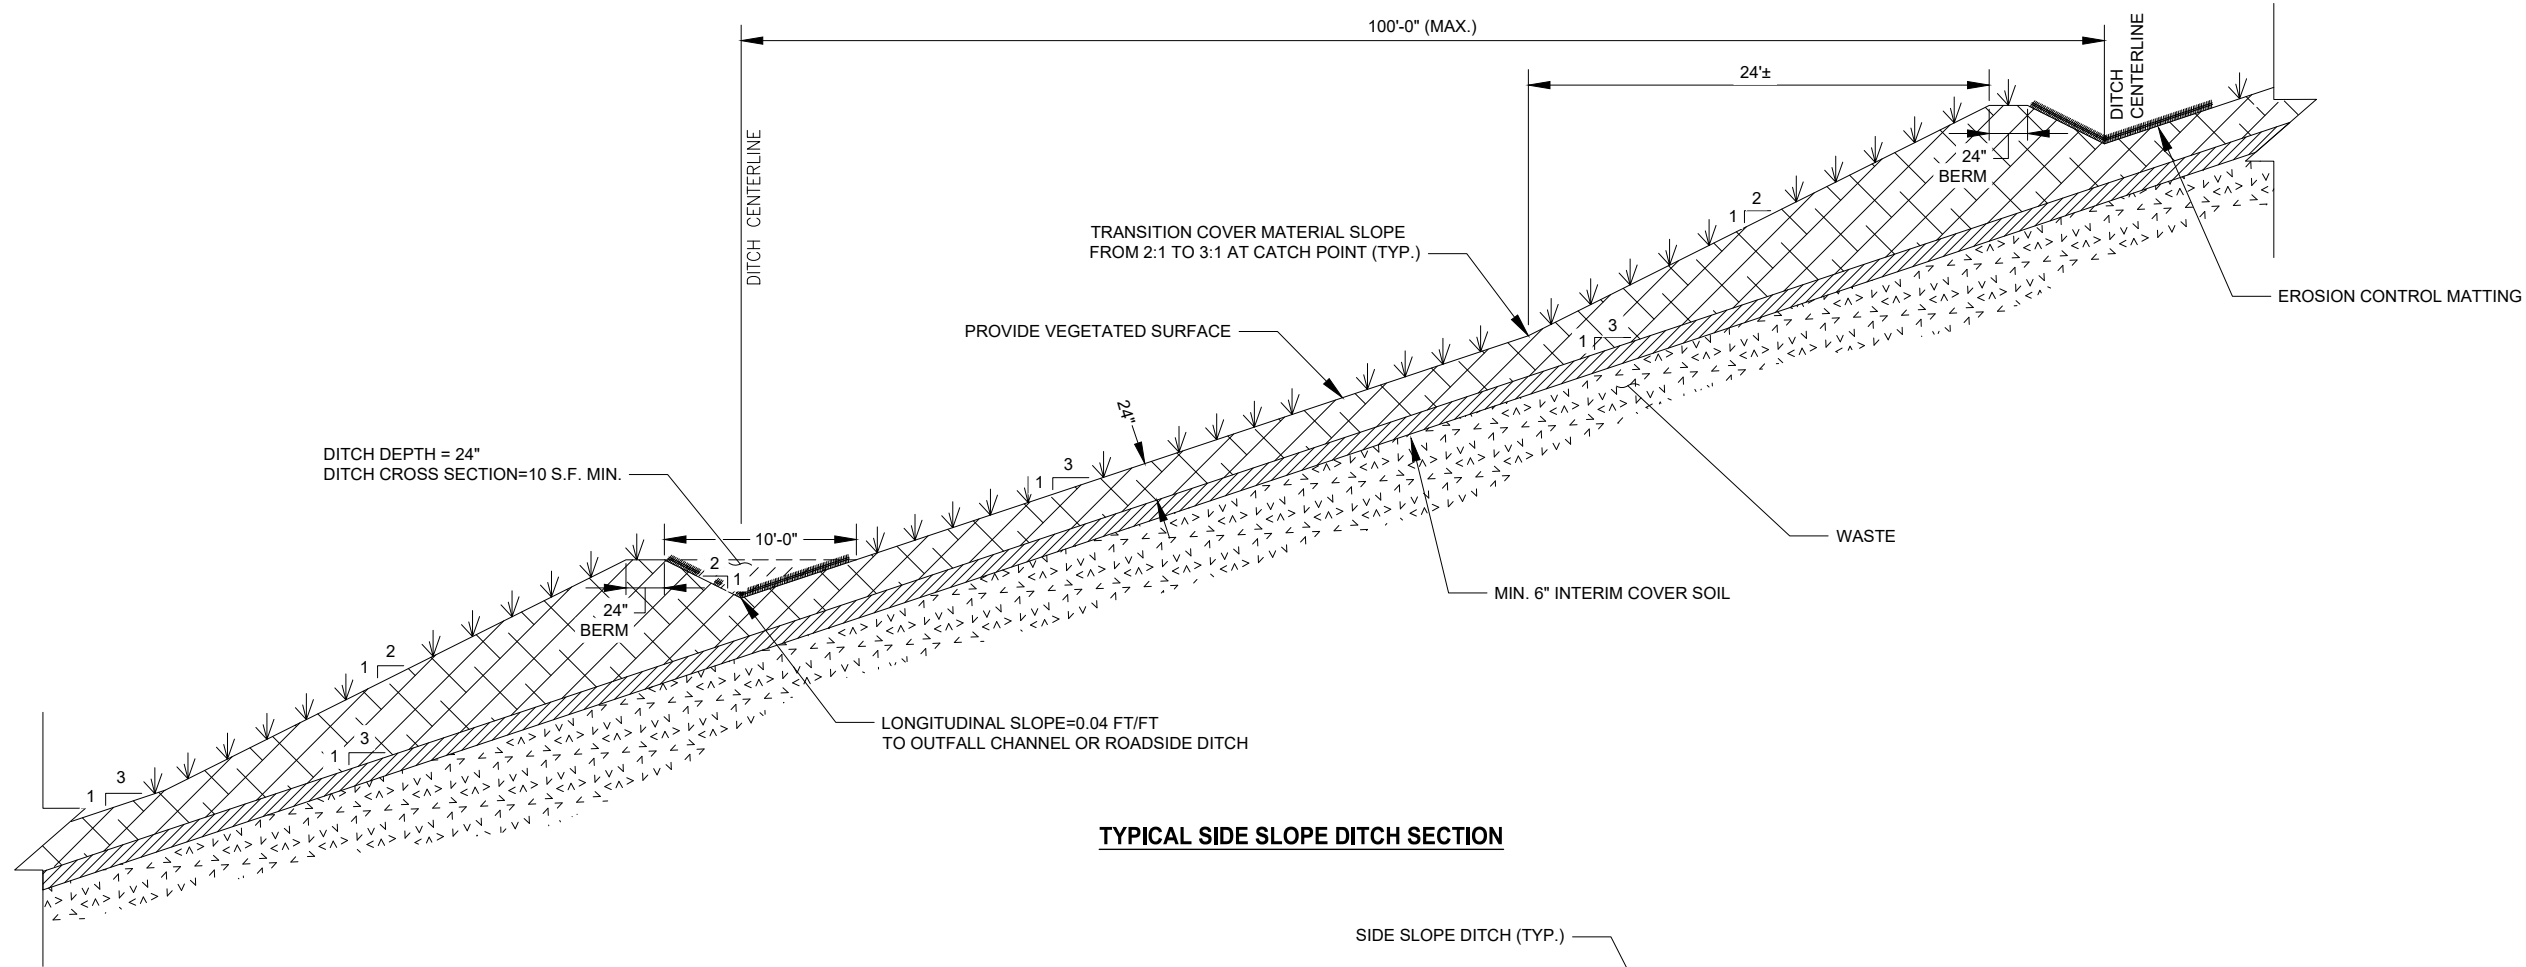 100'-0" (MAX.)
DITCH
CENTERLINE
24'±
DITCH CENTERLINE
24"
BERM
2
1
TRANSITION COVER MATERIAL SLOPE
FROM 2:1 TO 3:1 AT CATCH POINT (TYP.)
EROSION CONTROL MATTING
PROVIDE VEGETATED SURFACE
3
1
24"
DITCH DEPTH = 24"
DITCH CROSS SECTION=10 S.F. MIN.
3
1
10'-0"
WASTE
2
1
24"
BERM
MIN. 6" INTERIM COVER SOIL
2
1
LONGITUDINAL SLOPE=0.04 FT/FT
TO OUTFALL CHANNEL OR ROADSIDE DITCH
3
1
3
1
TYPICAL SIDE SLOPE DITCH SECTION
SIDE SLOPE DITCH (TYP.)